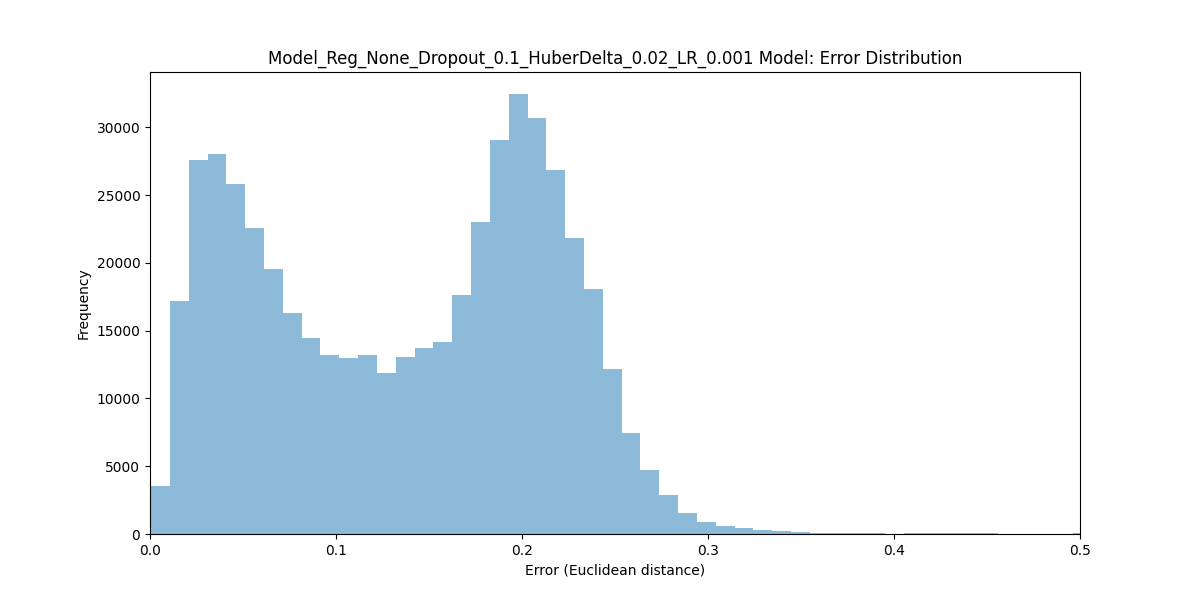 Model_Reg_None_Dropout_0.1_HuberDelta_0.02_LR_0.001 Model: Error Distribution
Frequency
30000
25000
20000
15000
10000
5000
0
0.0 0.1 0.2 0.3 0.4 0.5
Error (Euclidean distance)